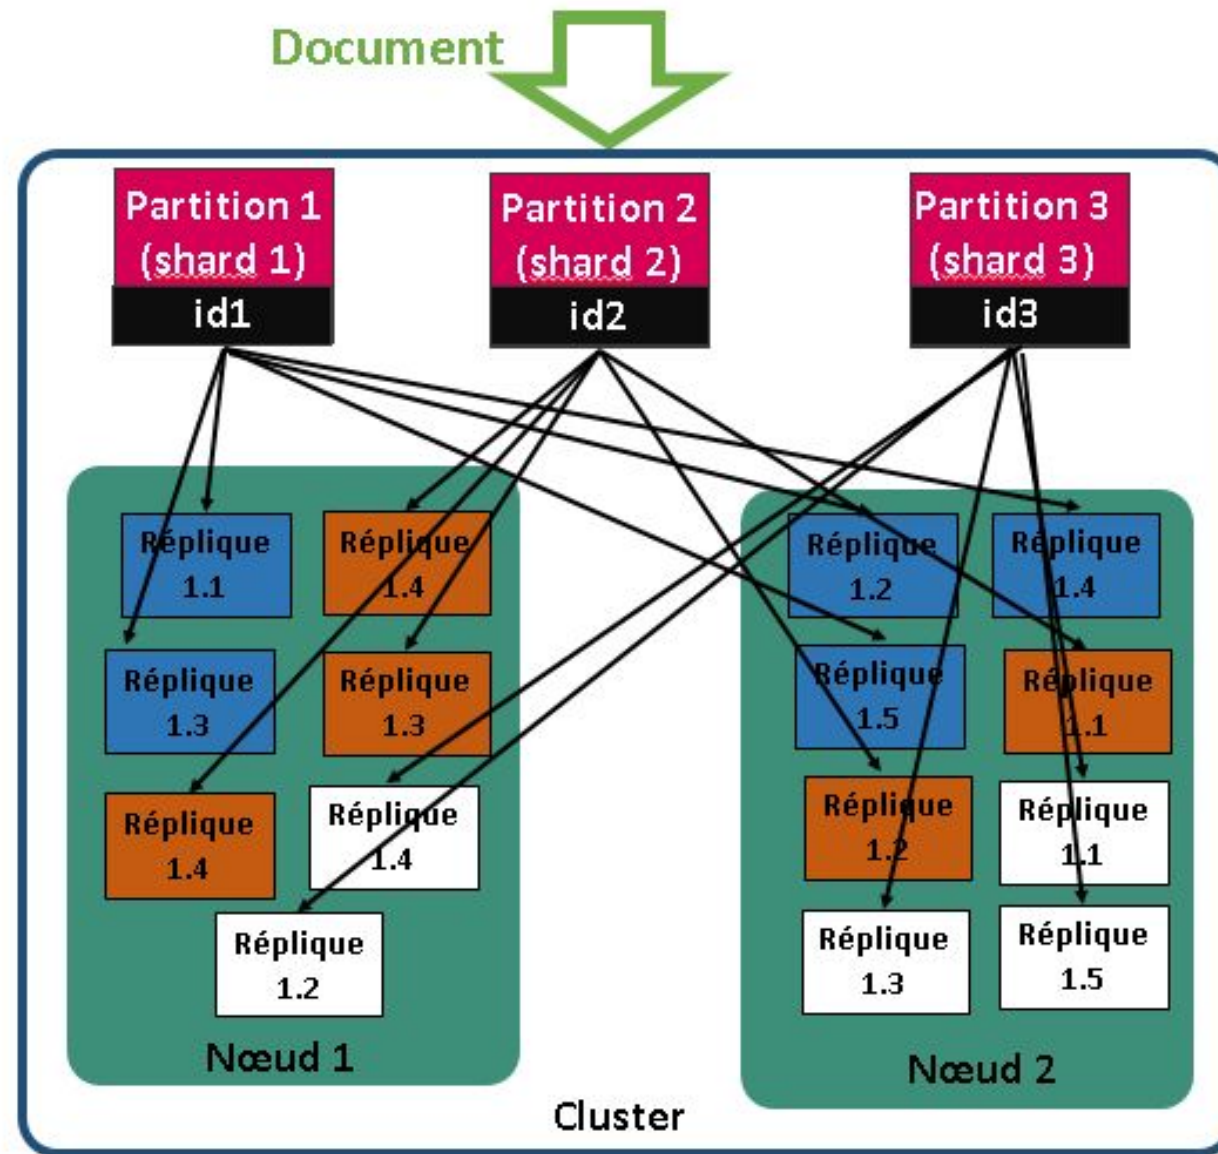 Document
Partition 1
(shard 1)
id1
Partition 2
(shard 2)
id2
Partition 3
(shard 3)
id3
Réplique
1.1
Réplique
1.4
Réplique
1.3
Réplique
1.3
Réplique
1.4
Réplique
1.4
Réplique
1.2
Nœud 1
Réplique
1.2
Réplique
1.4
Réplique
1.5
Réplique
1.1
Réplique
1.2
Réplique
1.1
Réplique
1.3
Réplique
1.5
Nœud 2
Cluster